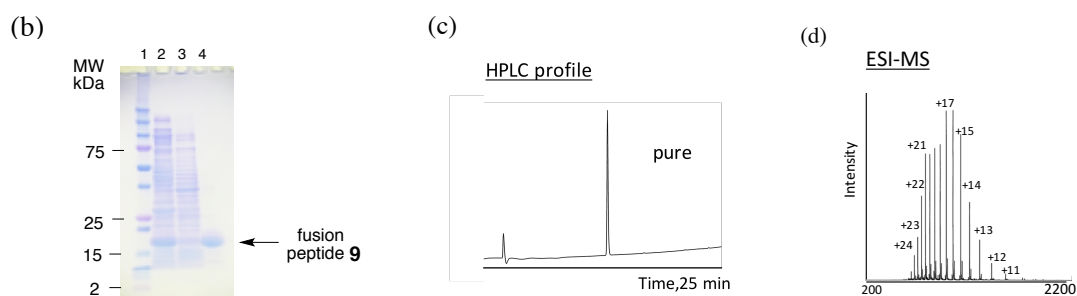 (b)
MW
kDa
1 2 3 4
75
25
15
2
fusion
peptide 9
(c)
HPLC profile
pure
Time,25 min
(d)
ESI-MS
Intensity
+17
+15
+21
+22
+14
+23
+13
+24
+12
+11
200
2200